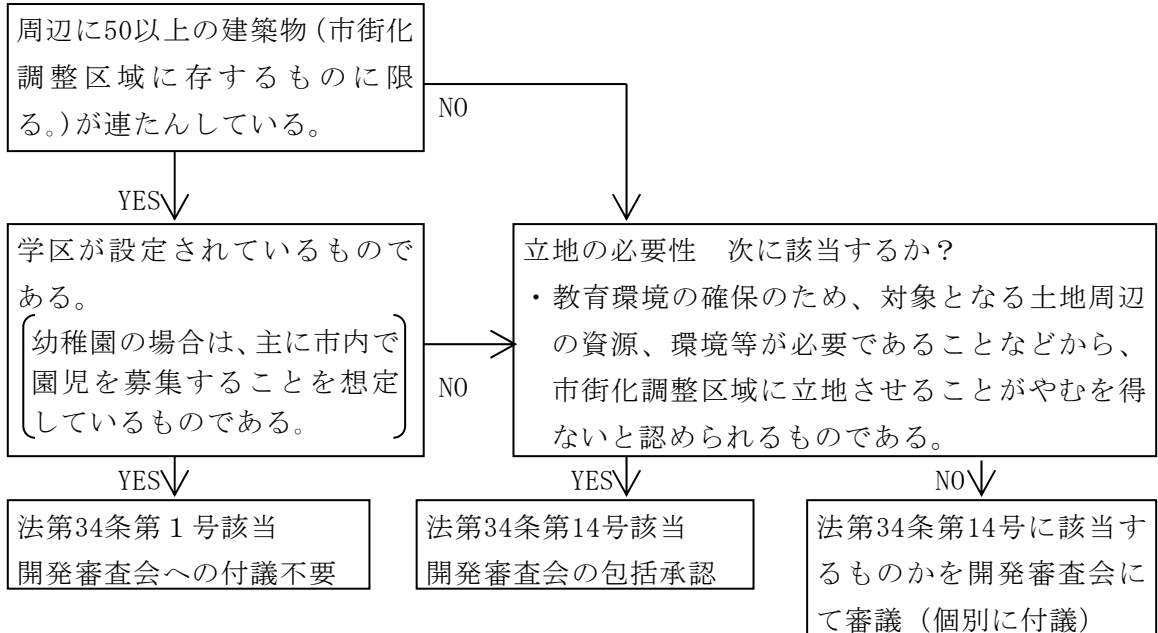 周辺に50以上の建築物(市街化
調整区域に存するものに限
る。)が連たんしている。
NO
YES
学区が設定されているもので
ある。
幼稚園の場合は、主に市内で
園児を募集することを想定
しているものである。
NO
立地の必要性 次に該当するか?
・教育環境の確保のため、対象となる土地周辺
の資源、環境等が必要であることなどから、
市街化調整区域に立地させることがやむを得
ないと認められるものである。
YES
YES
NO
法第34条第1号該当
開発審査会への付議不要
法第34条第14号該当
開発審査会の包括承認
法第34条第14号に該当す
るものかを開発審査会に
て審議(個別に付議)